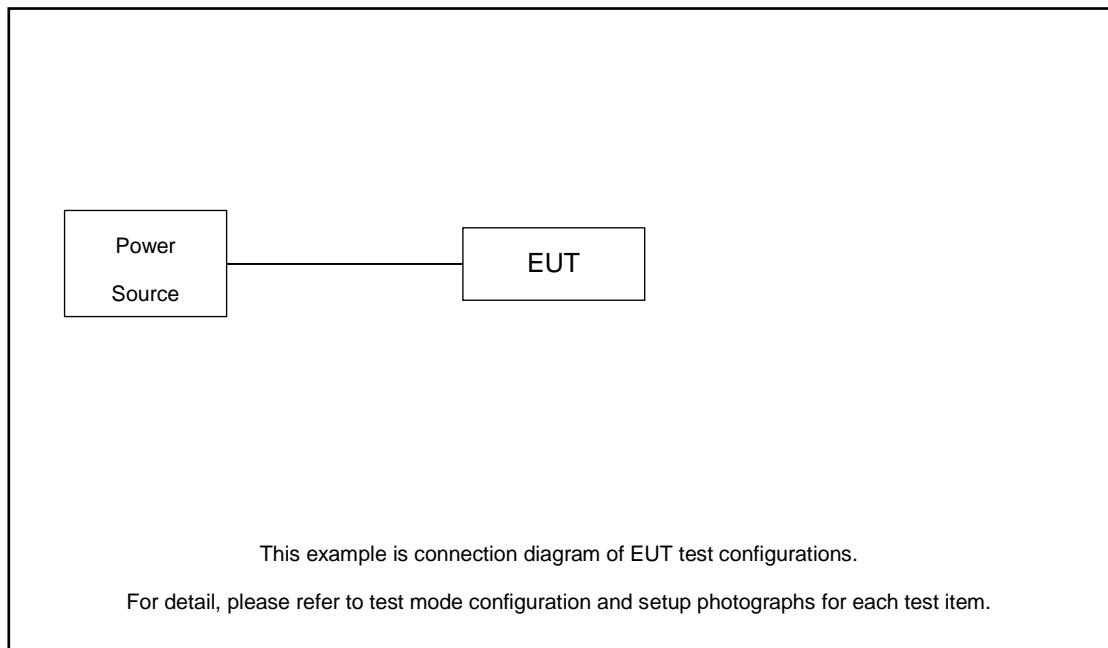 Power
Source
EUT
This example is connection diagram of EUT test configurations.
For detail, please refer to test mode configuration and setup photographs for each test item.